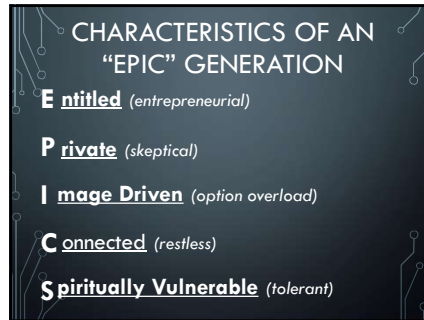 CHARACTERISTICS OF AN
“EPIC” GENERATION
E ntitled (entrepreneurial)
P rivate (skeptical)
I mage Driven (option overload)
C onnected (restless)
S piritually Vulnerable (tolerant)